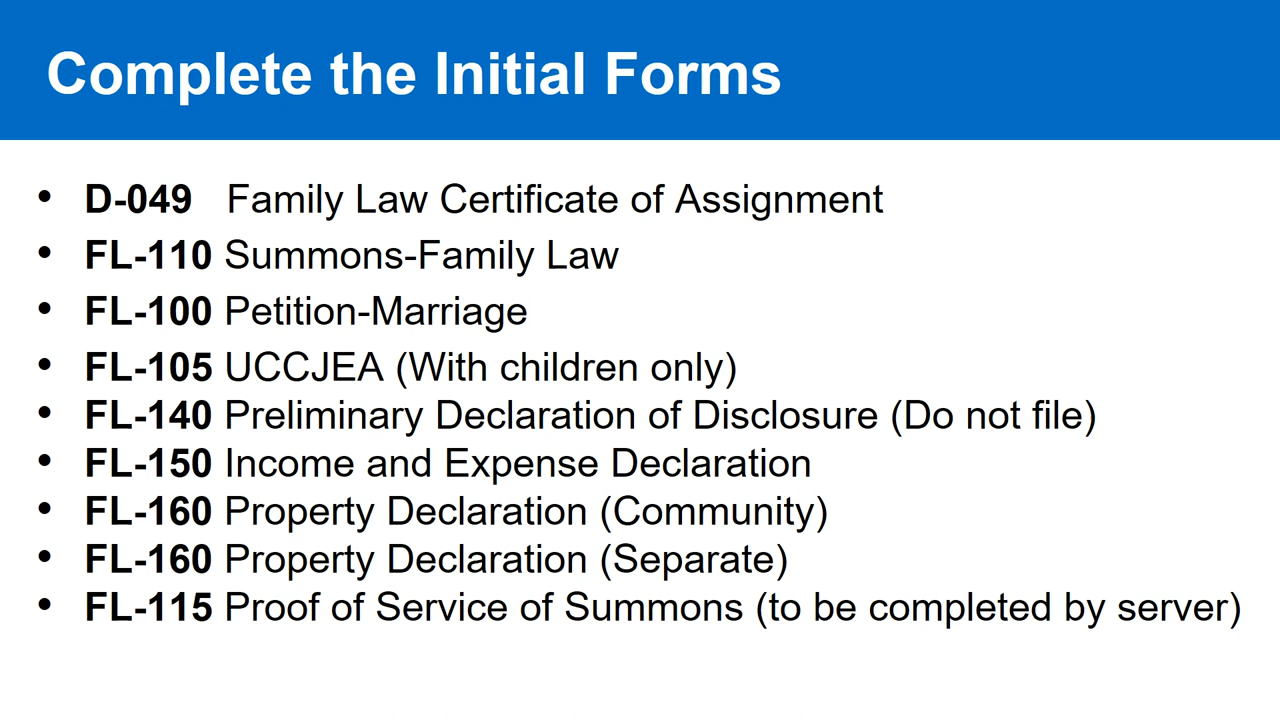 Complete the Initial Forms
• D-049 Family Law Certificate of Assignment
• FL-110 Summons-Family Law
• FL-100 Petition-Marriage
• FL-105 UCCJEA (With children only)
• FL-140 Preliminary Declaration of Disclosure (Do not file)
• FL-150 Income and Expense Declaration
• FL-160 Property Declaration (Community)
• FL-160 Property Declaration (Separate)
• FL-115 Proof of Service of Summons (to be completed by server)